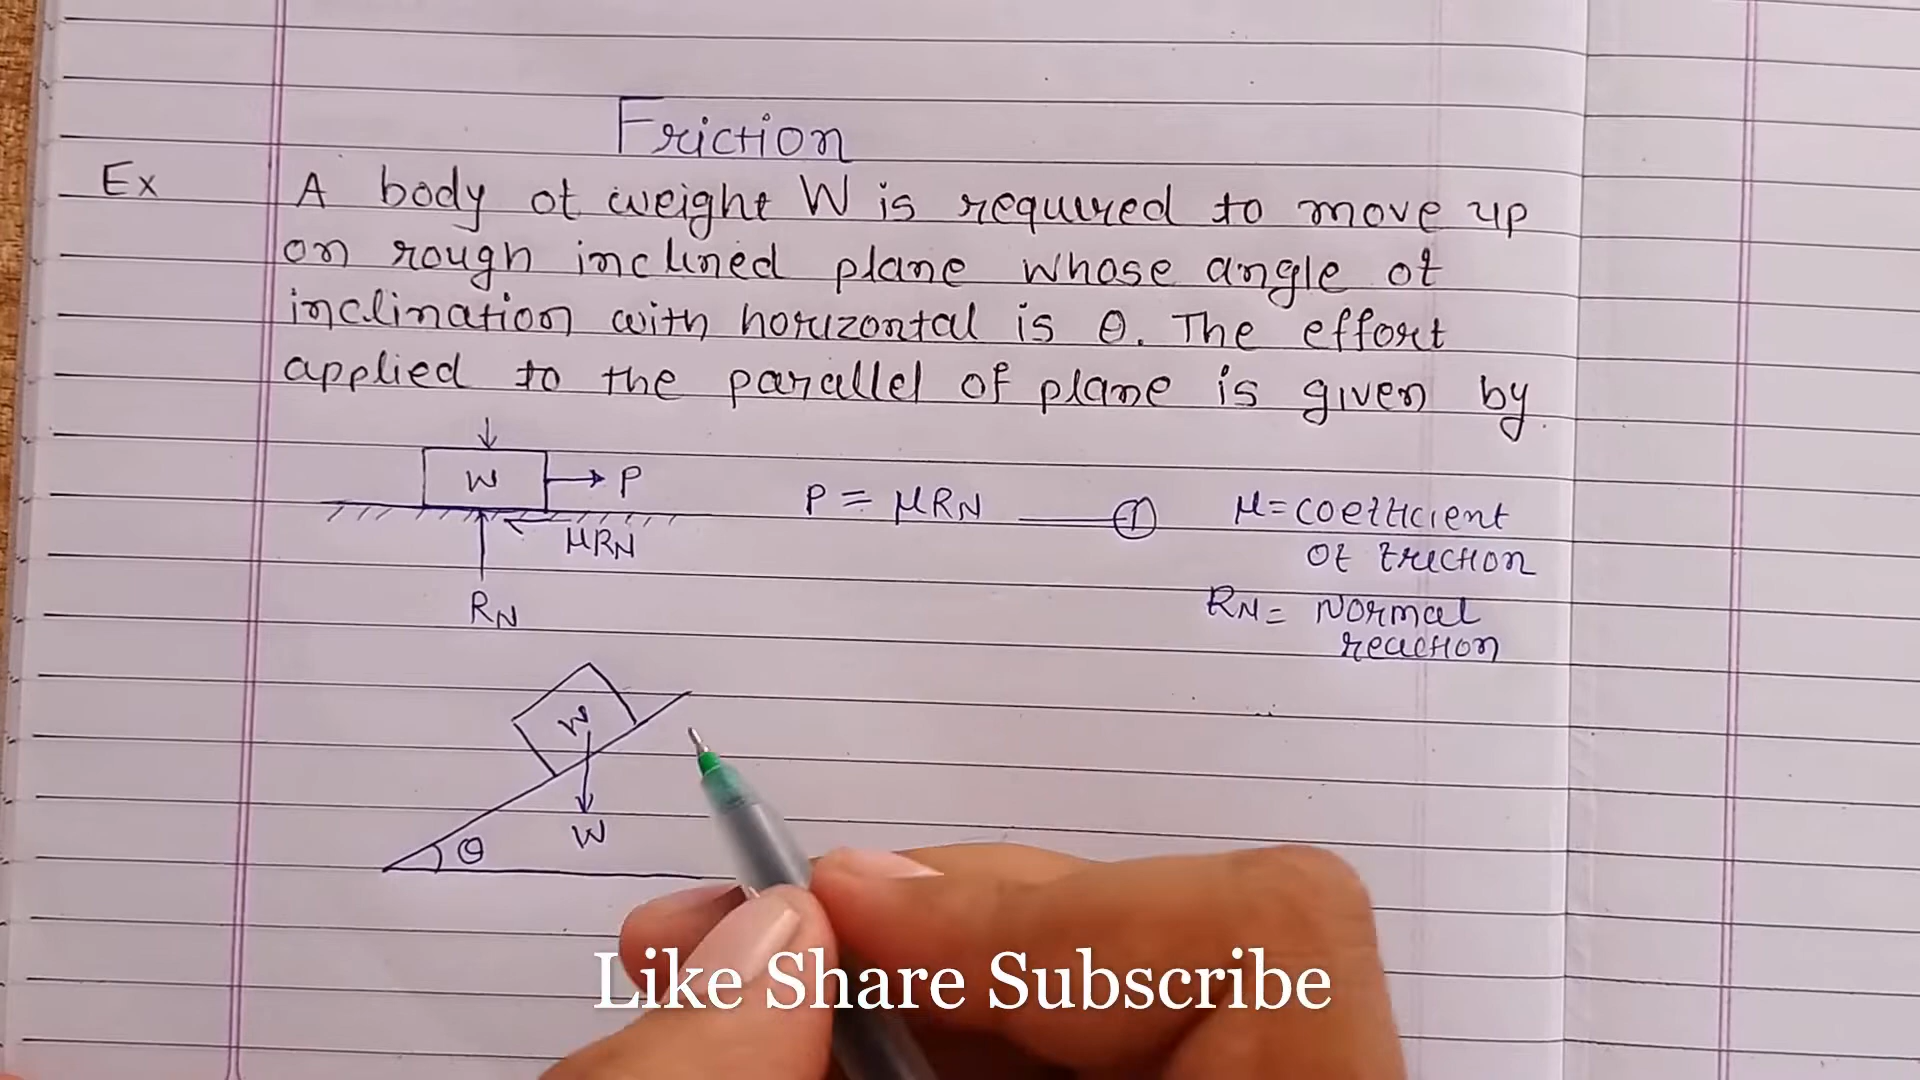 Friction
Ex A body of weight W is required to move up
on rough inclined plane whose angle of
inclination with horizontal is θ. The effort
applied to the parallel of plane is given by
W P
P = μRN ——— ①
μ = coefficient
of friction
μRN
RN
RN = Normal
reaction
W
W
θ
Like Share Subscribe